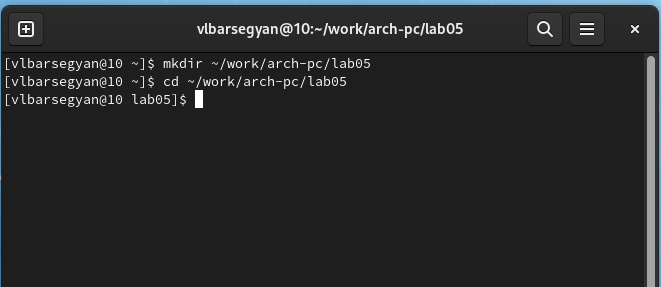 vlbarsegyan@10:~/work/arch-pc/lab05
[vlbarsegyan@10 ~]$ mkdir ~/work/arch-pc/lab05
[vlbarsegyan@10 ~]$ cd ~/work/arch-pc/lab05
[vlbarsegyan@10 lab05]$